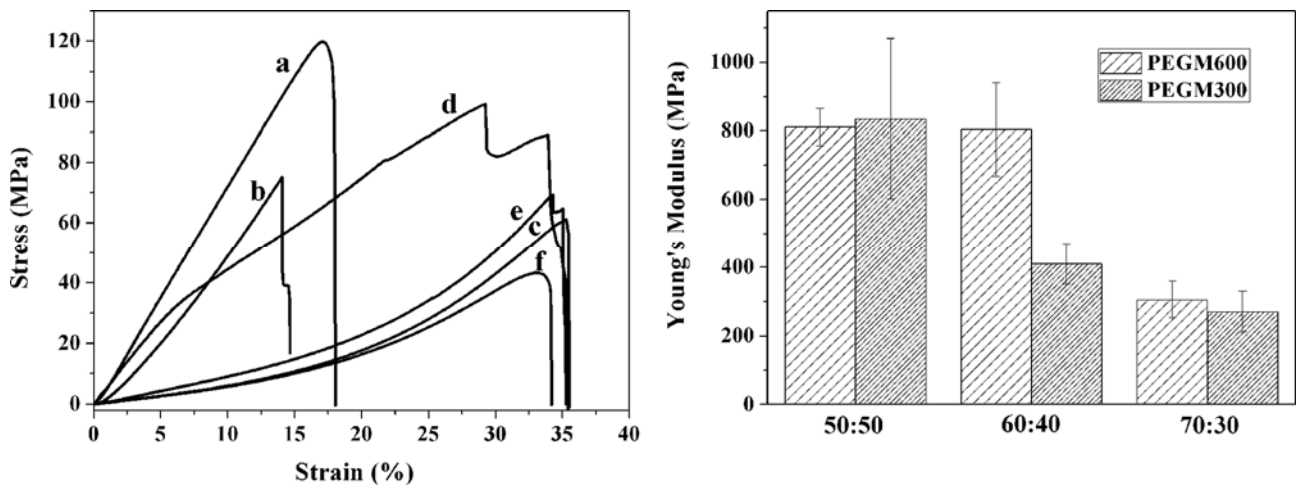 120
100
80
60
40
20
0
Stress (MPa)
a
b
d
e
c
f
0 5 10 15 20 25 30 35 40
Strain (%)
1000
800
600
400
200
0
Young's Modulus (MPa)
PEGM600
PEGM300
50:50 60:40 70:30